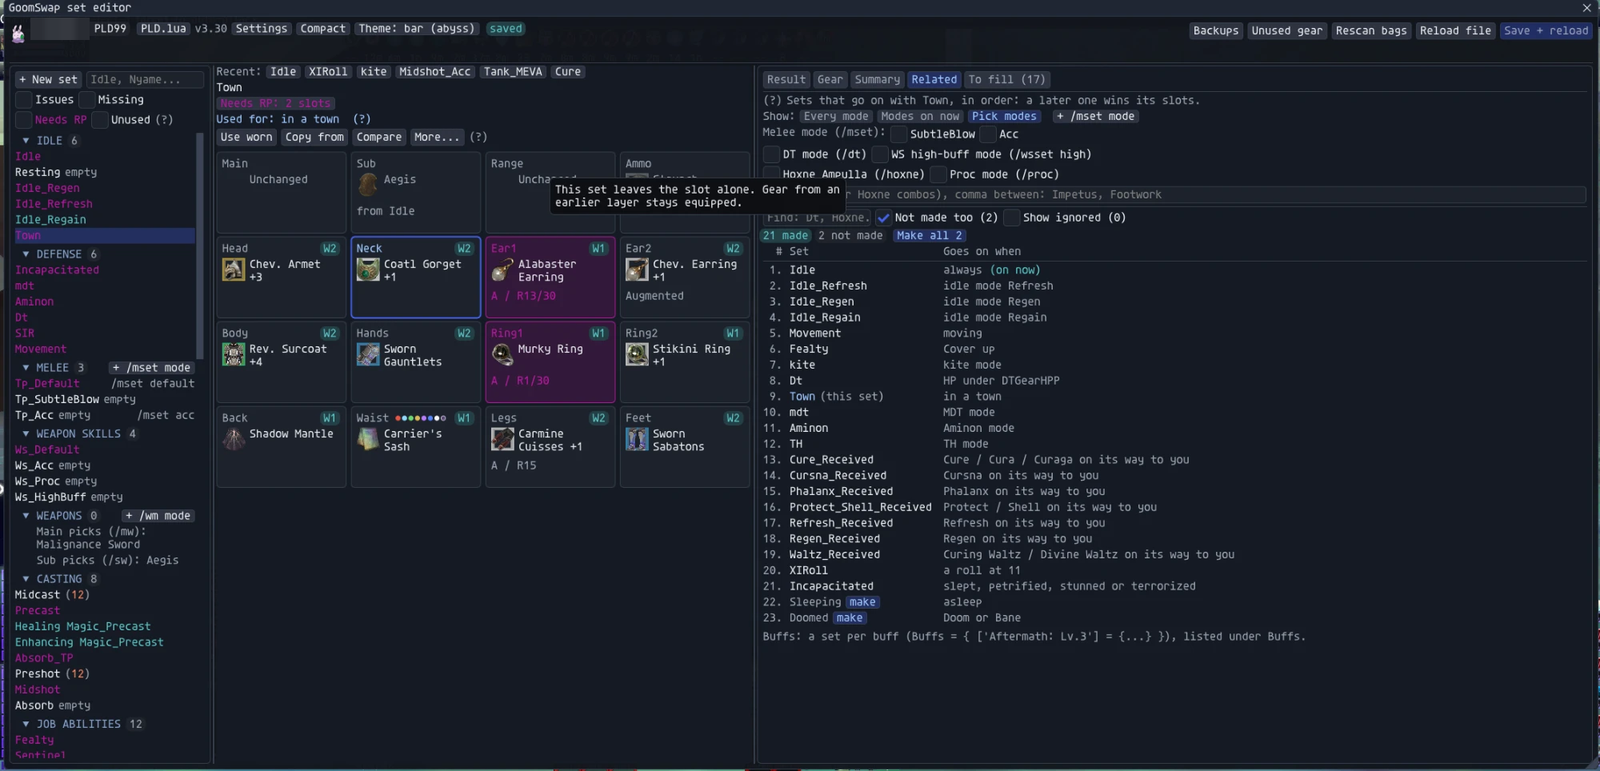 GoomSwap set editor
PLD99 PLD.lua v3.30 Settings Compact Theme: bar (abyss) saved
Backups Unused gear Rescan bags Reload file Save + reload
+ New set Idle, Nyame...
Issues Missing
Needs RP Unused (?)
IDLE 6
Idle
Resting empty
Idle_Regen
Idle_Refresh
Idle_Regain
Town
DEFENSE 6
Incapacitated
mdt
Aminon
Dt
SIR
Movement
MELEE 3 + /mset mode
Tp_Default /mset default
Tp_SubtleBlow empty
Tp_Acc empty /mset acc
WEAPON SKILLS 4
Ws_Default
Ws_Acc empty
Ws_Proc empty
Ws_HighBuff empty
WEAPONS 0 + /wm mode
Main picks (/mw):
Malignance Sword
Sub picks (/sw): Aegis
CASTING 8
Midcast (12)
Precast
Healing Magic_Precast
Enhancing Magic_Precast
Absorb_TP
Preshot (12)
Midshot
Absorb empty
JOB ABILITIES 12
Fealty
Sentinel
Recent: Idle XIRoll kite Midshot_Acc Tank_MEVA Cure
Town
Needs RP: 2 slots
Used for: in a town (?)
Use worn Copy from Compare More... (?)
Main
Unchanged
Sub
Aegis
from Idle
Range
Ammo
This set leaves the slot alone. Gear from an
earlier layer stays equipped.
Head W2
Chev. Armet
+3
Neck W2
Coatl Gorget
+1
Ear1 W1
Alabaster
Earring
A / R13/30
Ear2 W2
Chev. Earring
+1
Augmented
Body W2
Rev. Surcoat
+4
Hands W2
Sworn
Gauntlets
Ring1 W1
Murky Ring
A / R1/30
Ring2 W1
Stikini Ring
+1
Back W1
Shadow Mantle
Waist W1
Carrier's
Sash
Legs W2
Carmine
Cuisses +1
A / R15
Feet W2
Sworn
Sabatons
Result Gear Summary Related To fill (17)
(?) Sets that go on with Town, in order: a later one wins its slots.
Show: Every mode Modes on now Pick modes + /mset mode
Melee mode (/mset): SubtleBlow Acc
DT mode (/dt) WS high-buff mode (/wsset high)
Hoxne Ampulla (/hoxne) Proc mode (/proc)
Hoxne combos), comma between: Impetus, Footwork
Find: Dt, Hoxne. Not made too (2) Show ignored (0)
21 made 2 not made Make all 2
# Set Goes on when
1. Idle always (on now)
2. Idle_Refresh idle mode Refresh
3. Idle_Regen idle mode Regen
4. Idle_Regain idle mode Regain
5. Movement moving
6. Fealty Cover up
7. kite kite mode
8. Dt HP under DTGearHPP
9. Town (this set) in a town
10. mdt MDT mode
11. Aminon Aminon mode
12. TH TH mode
13. Cure_Received Cure / Cura / Curaga on its way to you
14. Cursna_Received Cursna on its way to you
15. Phalanx_Received Phalanx on its way to you
16. Protect_Shell_Received Protect / Shell on its way to you
17. Refresh_Received Refresh on its way to you
18. Regen_Received Regen on its way to you
19. Waltz_Received Curing Waltz / Divine Waltz on its way to you
20. XIRoll a roll at 11
21. Incapacitated slept, petrified, stunned or terrorized
22. Sleeping make asleep
23. Doomed make Doom or Bane
Buffs: a set per buff (Buffs = { ['Aftermath: Lv.3'] = {...} }), listed under Buffs.